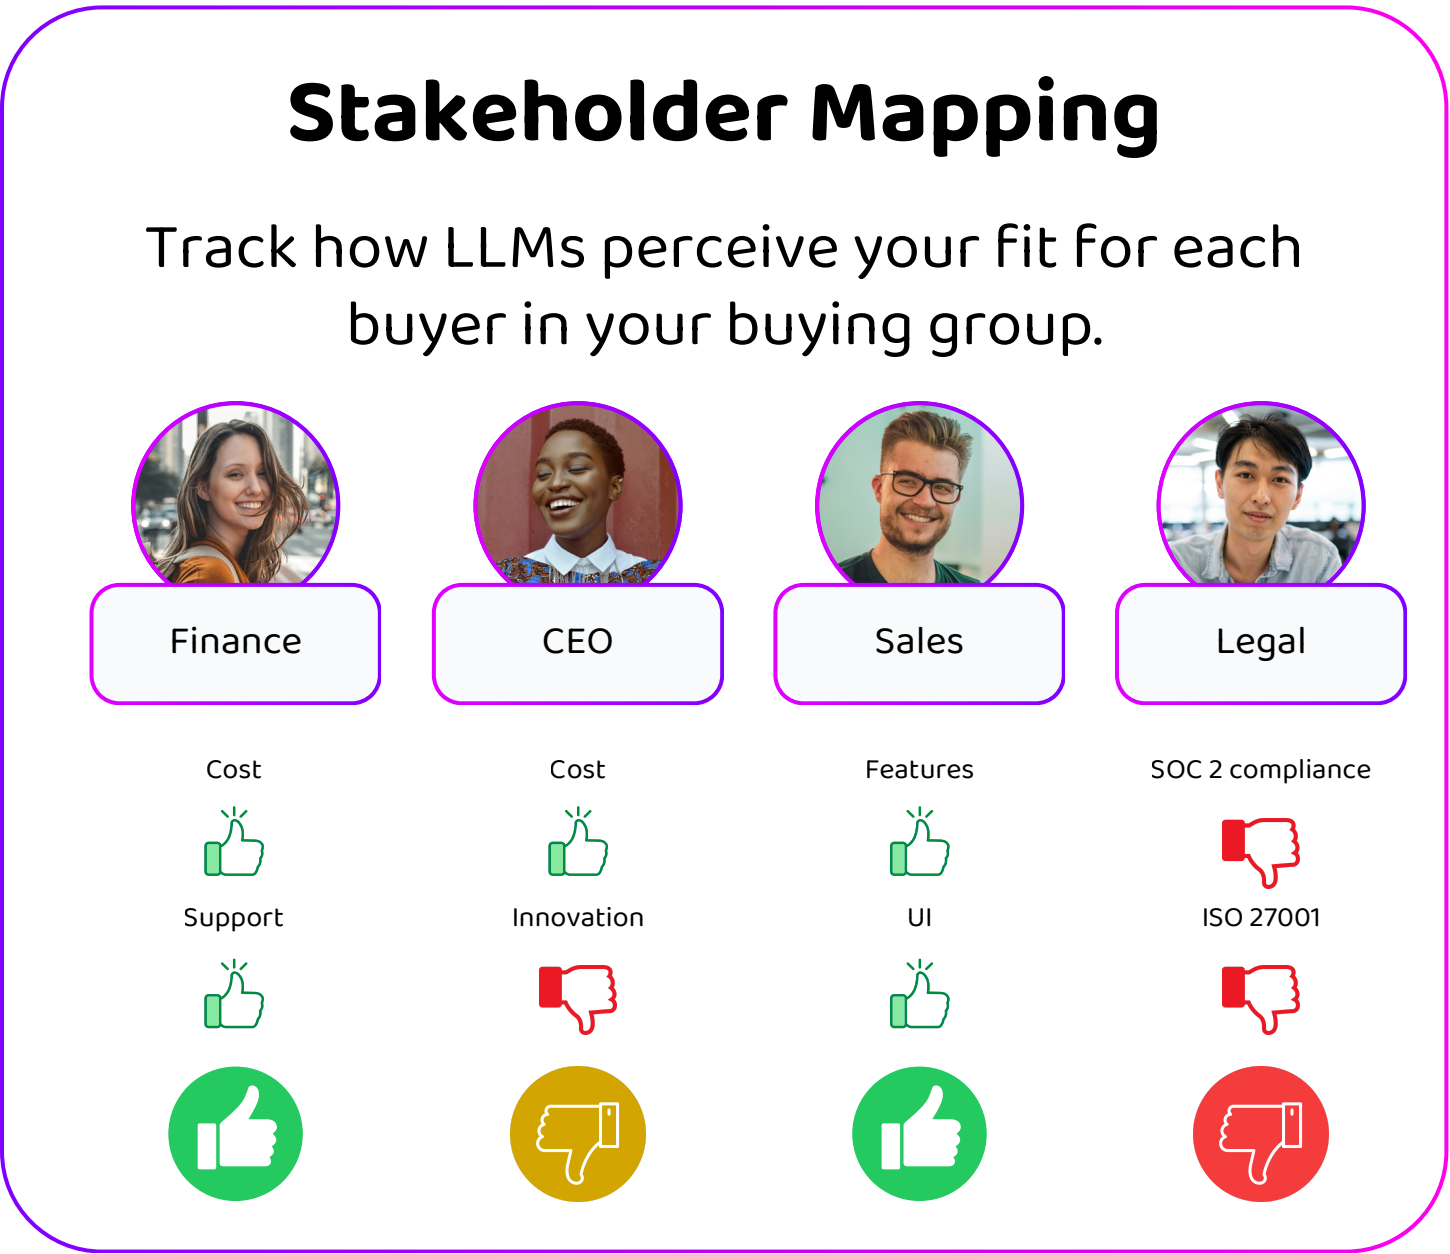 Stakeholder Mapping
Track how LLMs perceive your fit for each
buyer in your buying group.
Finance
CEO
Sales
Legal
Cost
Cost
Features
SOC 2 compliance
Support
Innovation
UI
ISO 27001